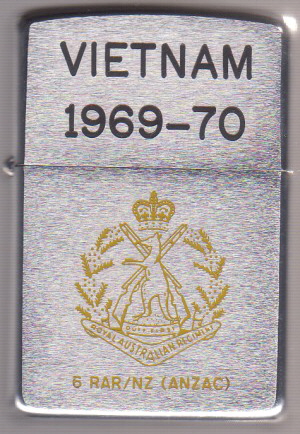 VIETNAM
1969-70
DUTY FIRST
ROYAL AUSTRALIAN REGIMENT
6 RAR/NZ (ANZAC)